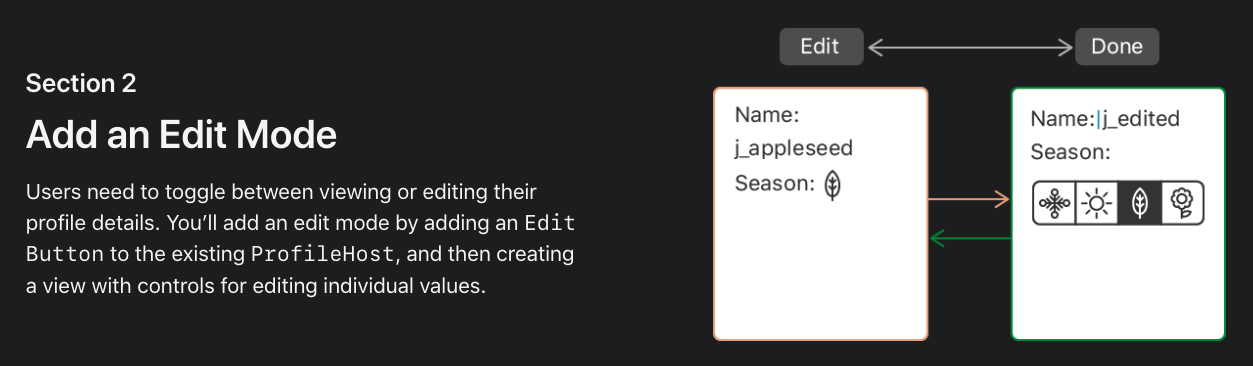 Section 2
Add an Edit Mode
Users need to toggle between viewing or editing their
profile details. You’ll add an edit mode by adding an Edit
Button to the existing ProfileHost, and then creating
a view with controls for editing individual values.
Edit
Done
Name:
j_appleseed
Season:
Name:j_edited
Season: